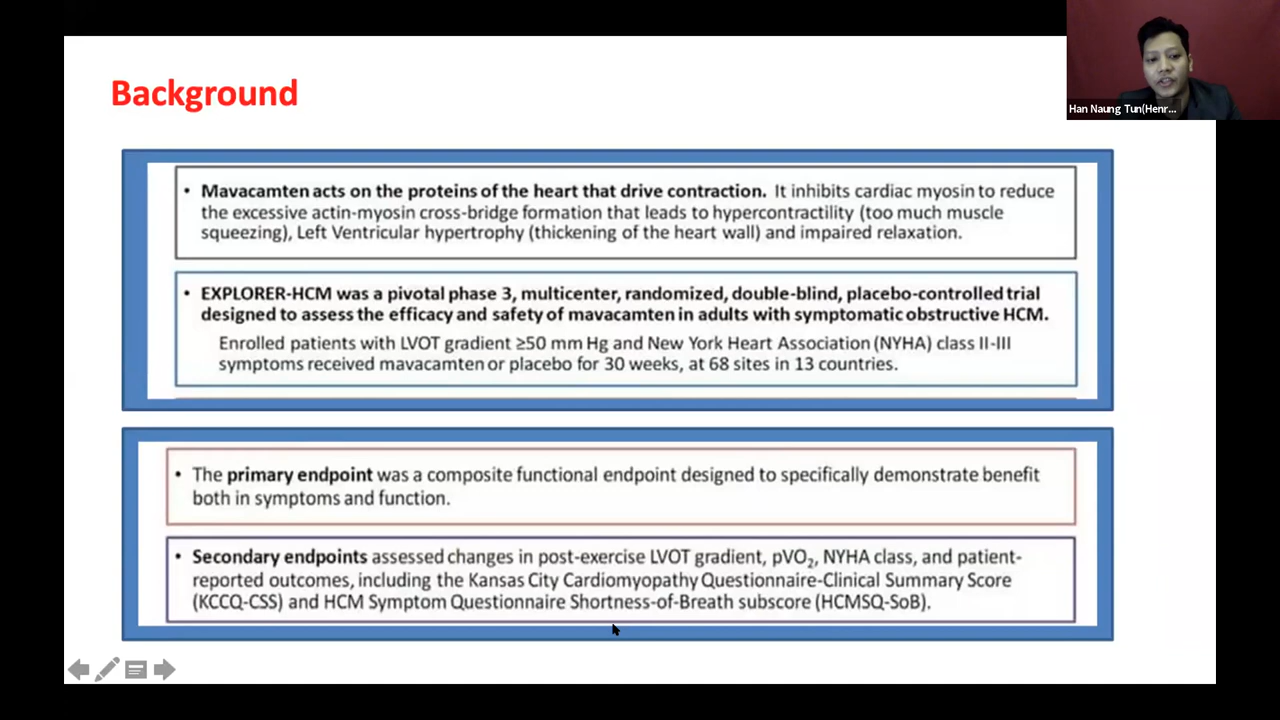 Background
Han Naung Tun(Henr...
• Mavacamten acts on the proteins of the heart that drive contraction. It inhibits cardiac myosin to reduce
the excessive actin-myosin cross-bridge formation that leads to hypercontractility (too much muscle
squeezing), Left Ventricular hypertrophy (thickening of the heart wall) and impaired relaxation.
• EXPLORER-HCM was a pivotal phase 3, multicenter, randomized, double-blind, placebo-controlled trial
designed to assess the efficacy and safety of mavacamten in adults with symptomatic obstructive HCM.
Enrolled patients with LVOT gradient ≥50 mm Hg and New York Heart Association (NYHA) class II-III
symptoms received mavacamten or placebo for 30 weeks, at 68 sites in 13 countries.
• The primary endpoint was a composite functional endpoint designed to specifically demonstrate benefit
both in symptoms and function.
• Secondary endpoints assessed changes in post-exercise LVOT gradient, pVO₂, NYHA class, and patient-
reported outcomes, including the Kansas City Cardiomyopathy Questionnaire-Clinical Summary Score
(KCCQ-CSS) and HCM Symptom Questionnaire Shortness-of-Breath subscore (HCMSQ-SoB).